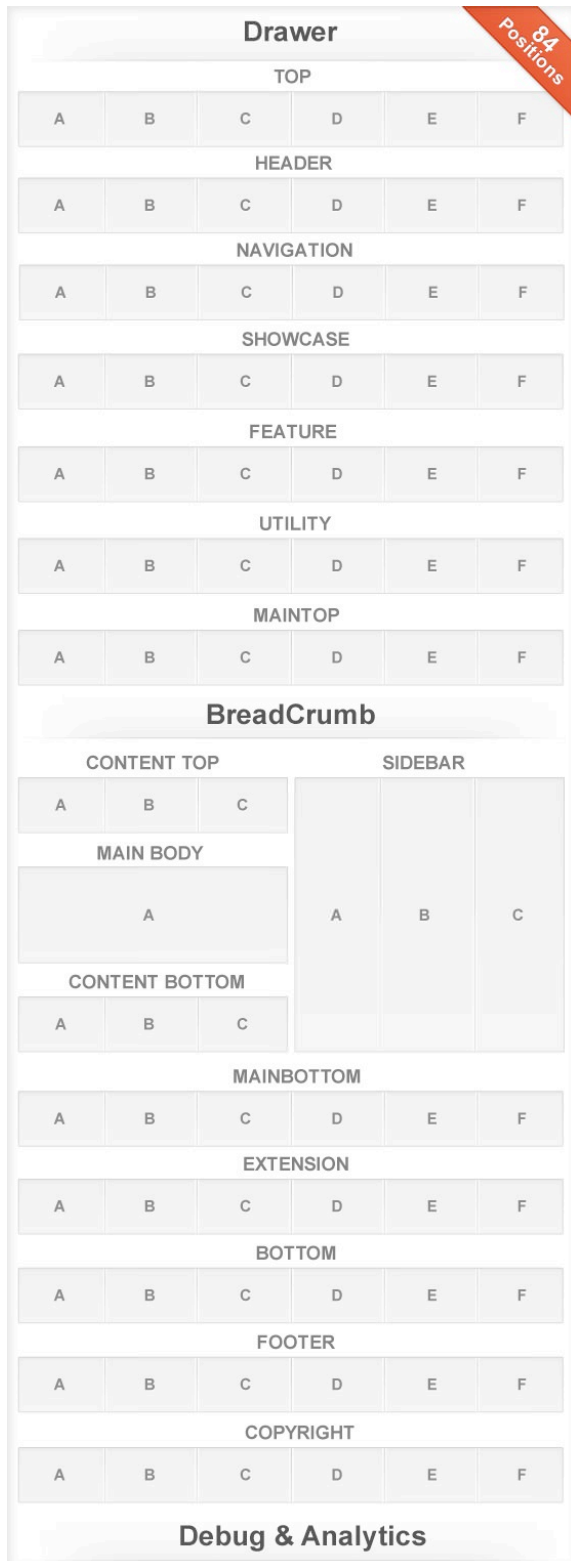 Drawer
84
Positions
TOP
A B C D E F
HEADER
A B C D E F
NAVIGATION
A B C D E F
SHOWCASE
A B C D E F
FEATURE
A B C D E F
UTILITY
A B C D E F
MAINTOP
A B C D E F
BreadCrumb
CONTENT TOP
A B C
MAIN BODY
A
CONTENT BOTTOM
A B C
SIDEBAR
A B C
MAINBOTTOM
A B C D E F
EXTENSION
A B C D E F
BOTTOM
A B C D E F
FOOTER
A B C D E F
COPYRIGHT
A B C D E F
Debug & Analytics